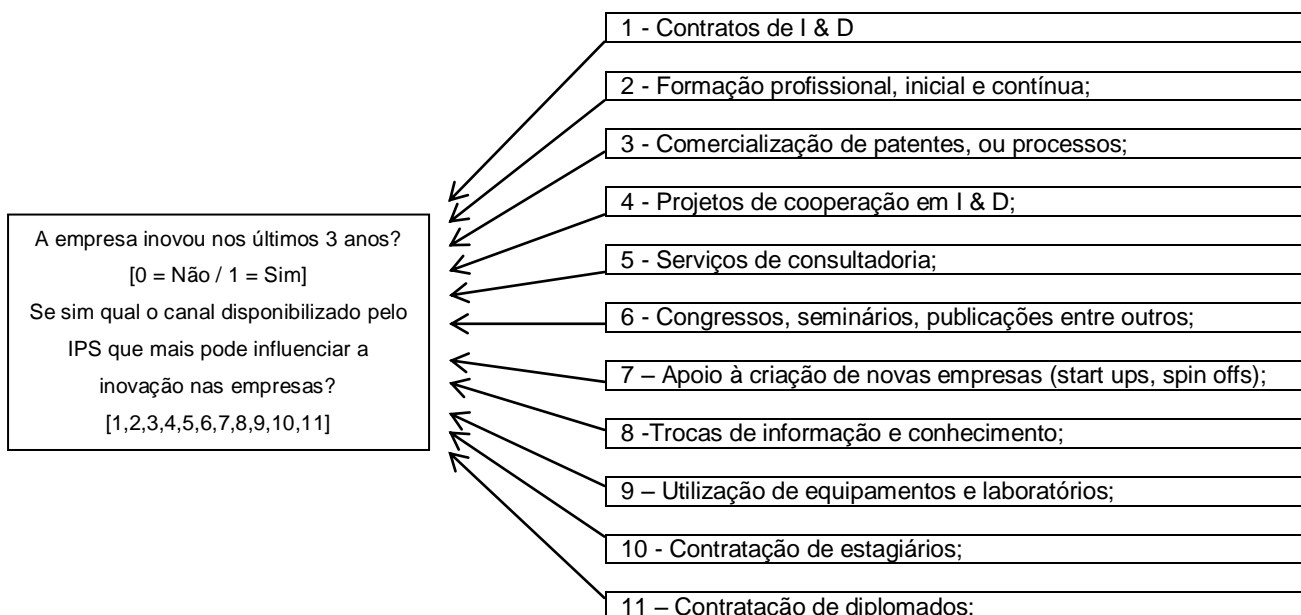 1 - Contratos de I & D
2 - Formação profissional, inicial e contínua;
3 - Comercialização de patentes, ou processos;
4 - Projetos de cooperação em I & D;
A empresa inovou nos últimos 3 anos?
[0 = Não / 1 = Sim]
Se sim qual o canal disponibilizado pelo
IPS que mais pode influenciar a
inovação nas empresas?
[1,2,3,4,5,6,7,8,9,10,11]
5 - Serviços de consultadoria;
6 - Congressos, seminários, publicações entre outros;
7 – Apoio à criação de novas empresas (start ups, spin offs);
8 -Trocas de informação e conhecimento;
9 – Utilização de equipamentos e laboratórios;
10 - Contratação de estagiários;
11 – Contratação de diplomados;